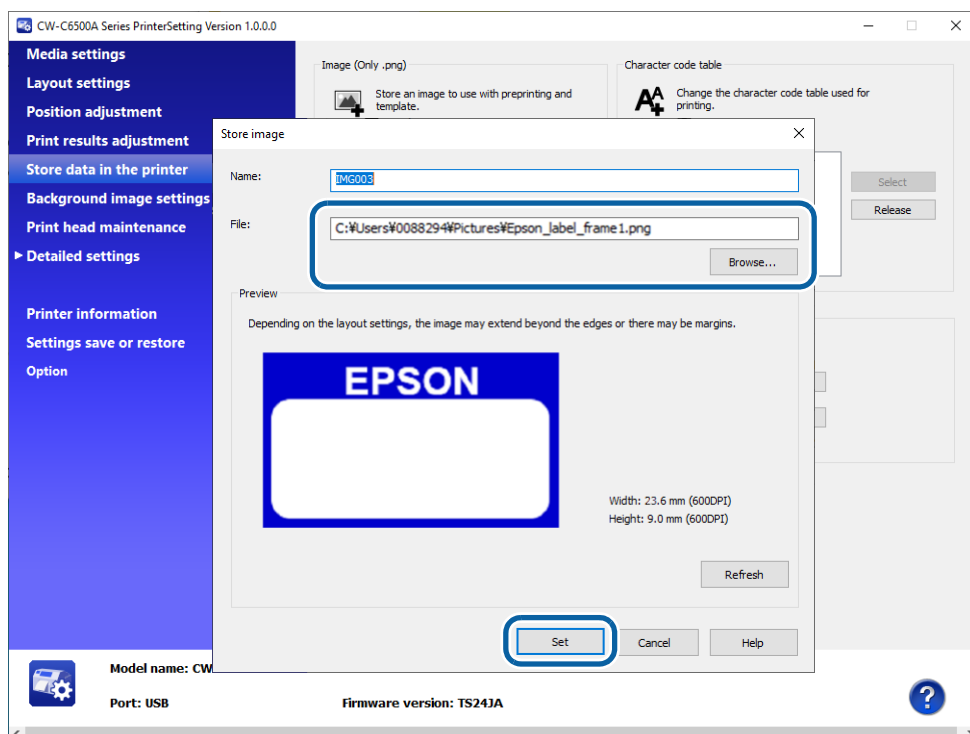 CW-C6500A Series PrinterSetting Version 1.0.0.0
Media settings
Layout settings
Position adjustment
Print results adjustment
Store data in the printer
Background image settings
Print head maintenance
Detailed settings
Printer information
Settings save or restore
Option
Image (Only .png)
Store an image to use with preprinting and
template.
Character code table
Change the character code table used for
printing.
Select
Release
Store image
Name:
IMG003
File:
C:¥Users¥0088294¥Pictures¥Epson_label_frame1.png
Browse...
Preview
Depending on the layout settings, the image may extend beyond the edges or there may be margins.
EPSON
Width: 23.6 mm (600DPI)
Height: 9.0 mm (600DPI)
Refresh
Set
Cancel
Help
Model name: CW
Port: USB
Firmware version: TS24JA
?